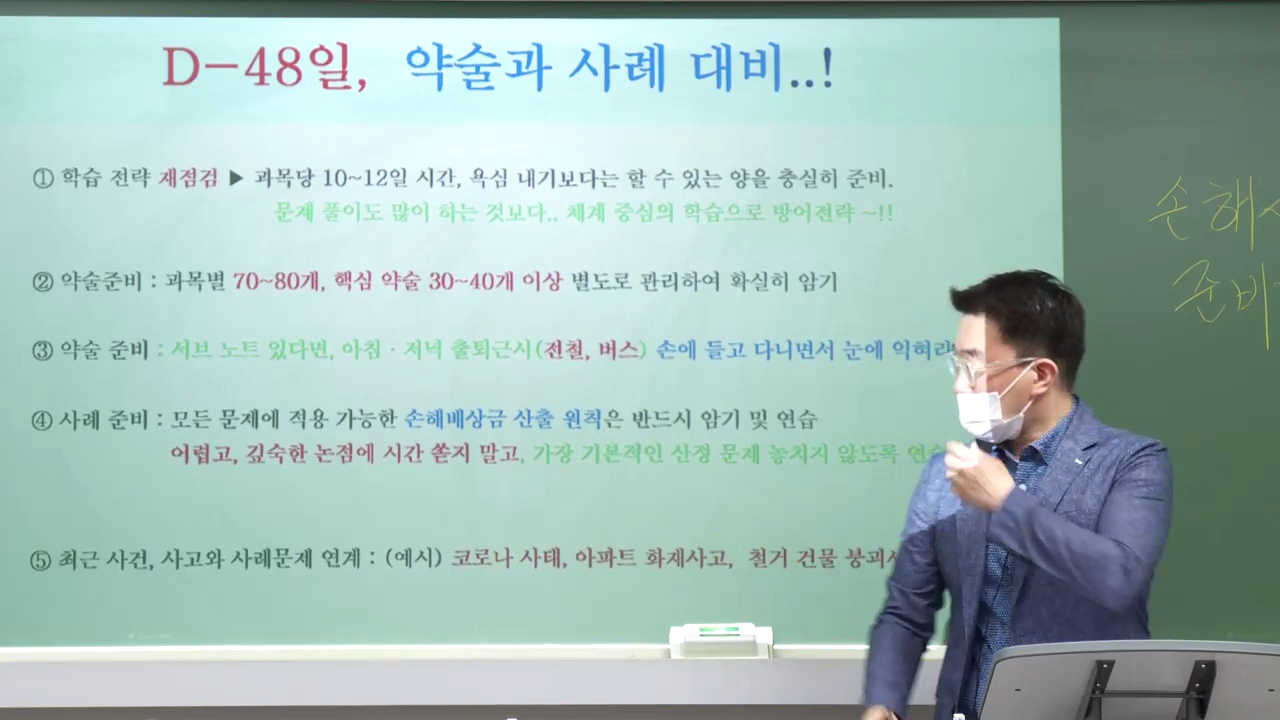 D-48일, 약술과 사례 대비..!
① 학습 전략 재점검 ▶ 과목당 10~12일 시간, 욕심 내기보다는 할 수 있는 양을 충실히 준비.
문제 풀이도 많이 하는 것보다.. 체계 중심의 학습으로 방어전략 ~!!
② 약술준비 : 과목별 70~80개, 핵심 약술 30~40개 이상 별도로 관리하여 확실히 암기
③ 약술 준비 : 서브 노트 있다면, 아침 · 저녁 출퇴근시(전철, 버스) 손에 들고 다니면서 눈에 익혀라
④ 사례 준비 : 모든 문제에 적용 가능한 손해배상금 산출 원칙은 반드시 암기 및 연습
어렵고, 깊숙한 논점에 시간 쏟지 말고, 가장 기본적인 산정 문제 놓치지 않도록
⑤ 최근 사건, 사고와 사례문제 연계 : (예시) 코로나 사태, 아파트 화재사고, 철거 건물 붕괴
손해
준비